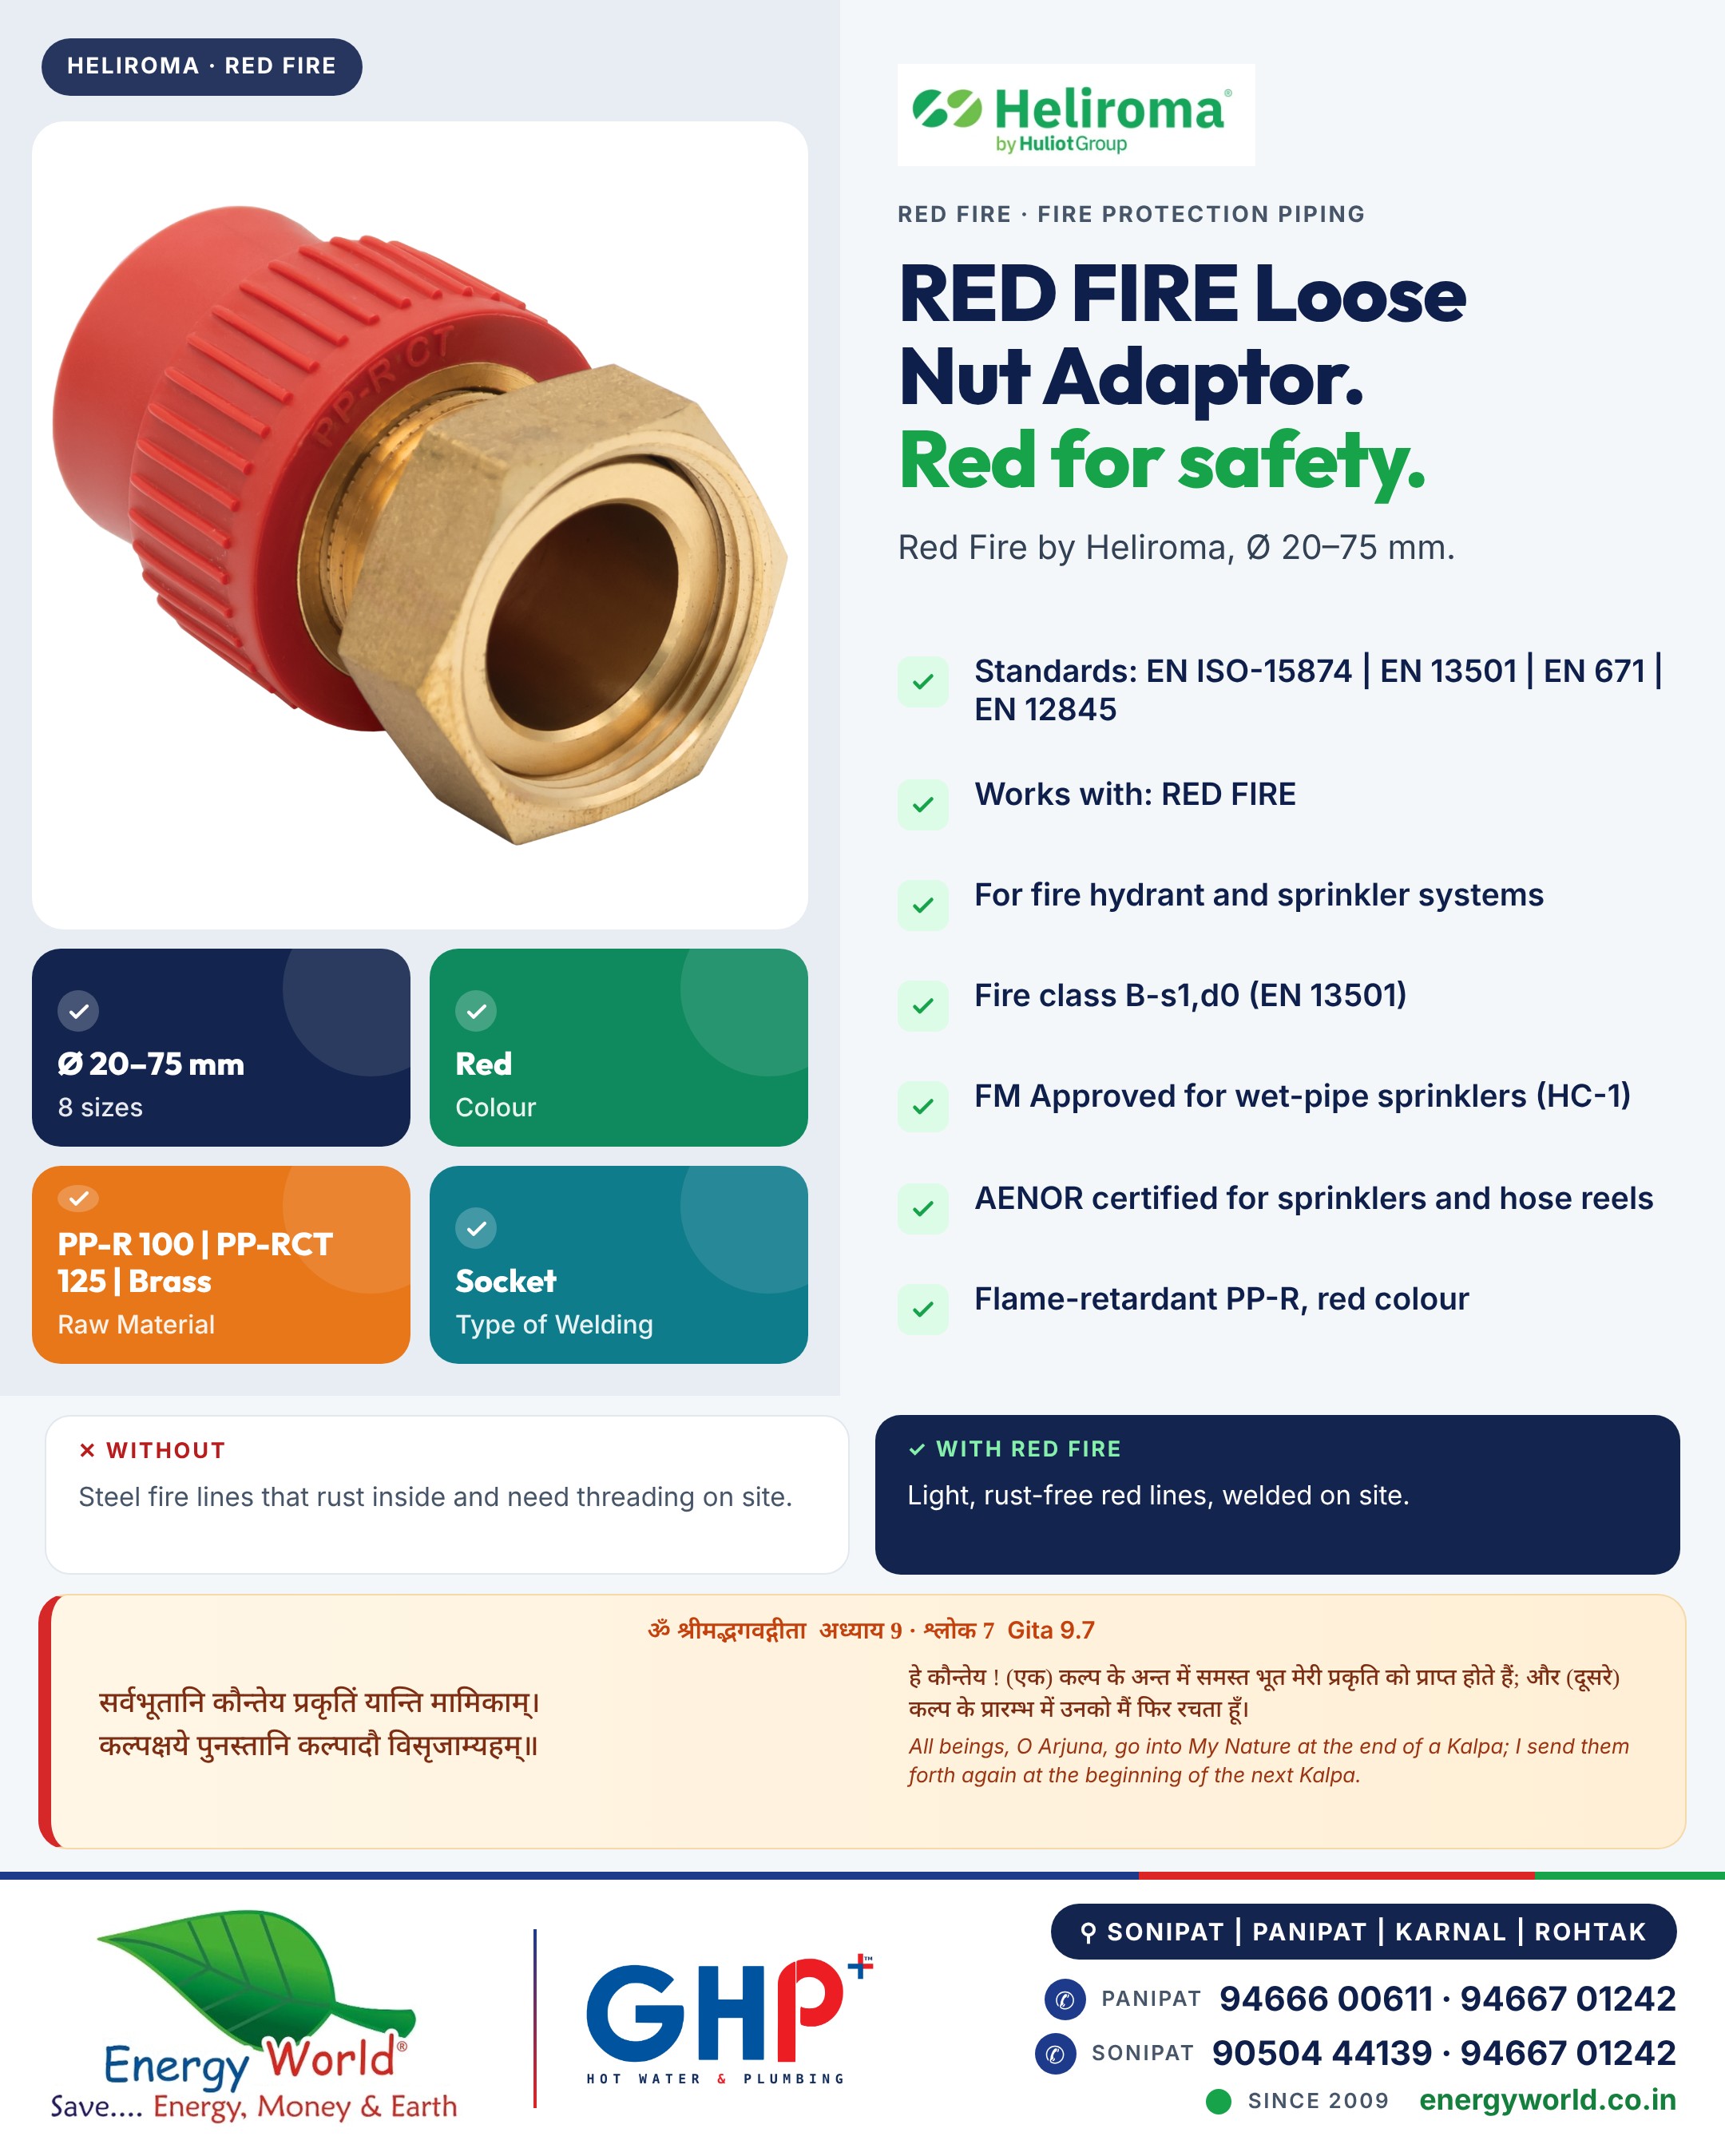 HELIROMA · RED FIRE
PP-R'CT
Heliroma®
by HuliotGroup
RED FIRE · FIRE PROTECTION PIPING
RED FIRE Loose
Nut Adaptor.
Red for safety.
Red Fire by Heliroma, Ø 20–75 mm.
Standards: EN ISO-15874 | EN 13501 | EN 671 |
EN 12845
Works with: RED FIRE
For fire hydrant and sprinkler systems
Fire class B-s1,d0 (EN 13501)
FM Approved for wet-pipe sprinklers (HC-1)
AENOR certified for sprinklers and hose reels
Flame-retardant PP-R, red colour
Ø 20–75 mm
8 sizes
Red
Colour
PP-R 100 | PP-RCT
125 | Brass
Raw Material
Socket
Type of Welding
× WITHOUT
Steel fire lines that rust inside and need threading on site.
✓ WITH RED FIRE
Light, rust-free red lines, welded on site.
ॐ श्रीमद्भगवद्गीता अध्याय 9 · श्लोक 7 Gita 9.7
सर्वभूतानि कौन्तेय प्रकृतिं यान्ति मामिकाम्।
कल्पक्षये पुनस्तानि कल्पादौ विसृजाम्यहम्॥
हे कौन्तेय ! (एक) कल्प के अन्त में समस्त भूत मेरी प्रकृति को प्राप्त होते हैं; और (दूसरे)
कल्प के प्रारम्भ में उनको मैं फिर रचता हूँ।
All beings, O Arjuna, go into My Nature at the end of a Kalpa; I send them
forth again at the beginning of the next Kalpa.
Energy World®
Save.... Energy, Money & Earth
GHP+™
HOT WATER & PLUMBING
SONIPAT | PANIPAT | KARNAL | ROHTAK
PANIPAT 94666 00611 · 94667 01242
SONIPAT 90504 44139 · 94667 01242
SINCE 2009 energyworld.co.in